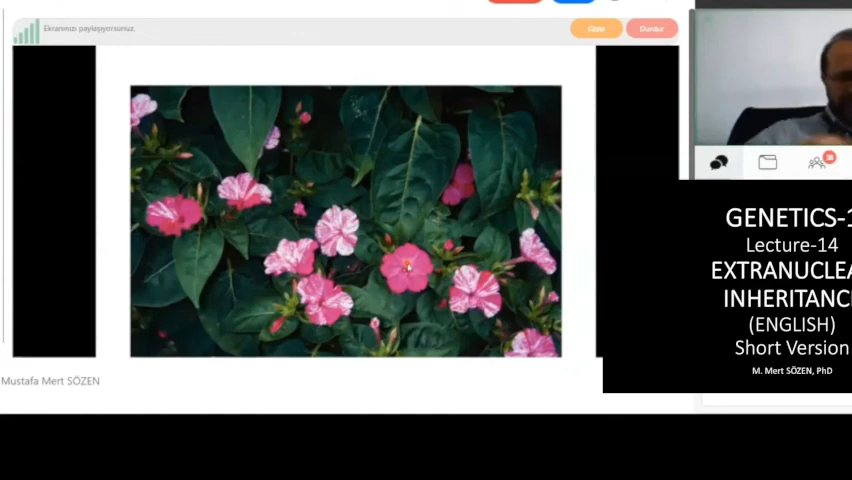 Ekranınızı paylaşıyorsunuz.
Gizle
Durdur
GENETICS-1
Lecture-14
EXTRANUCLEA
INHERITANC
(ENGLISH)
Short Version
M. Mert SÖZEN, PhD
Mustafa Mert SÖZEN